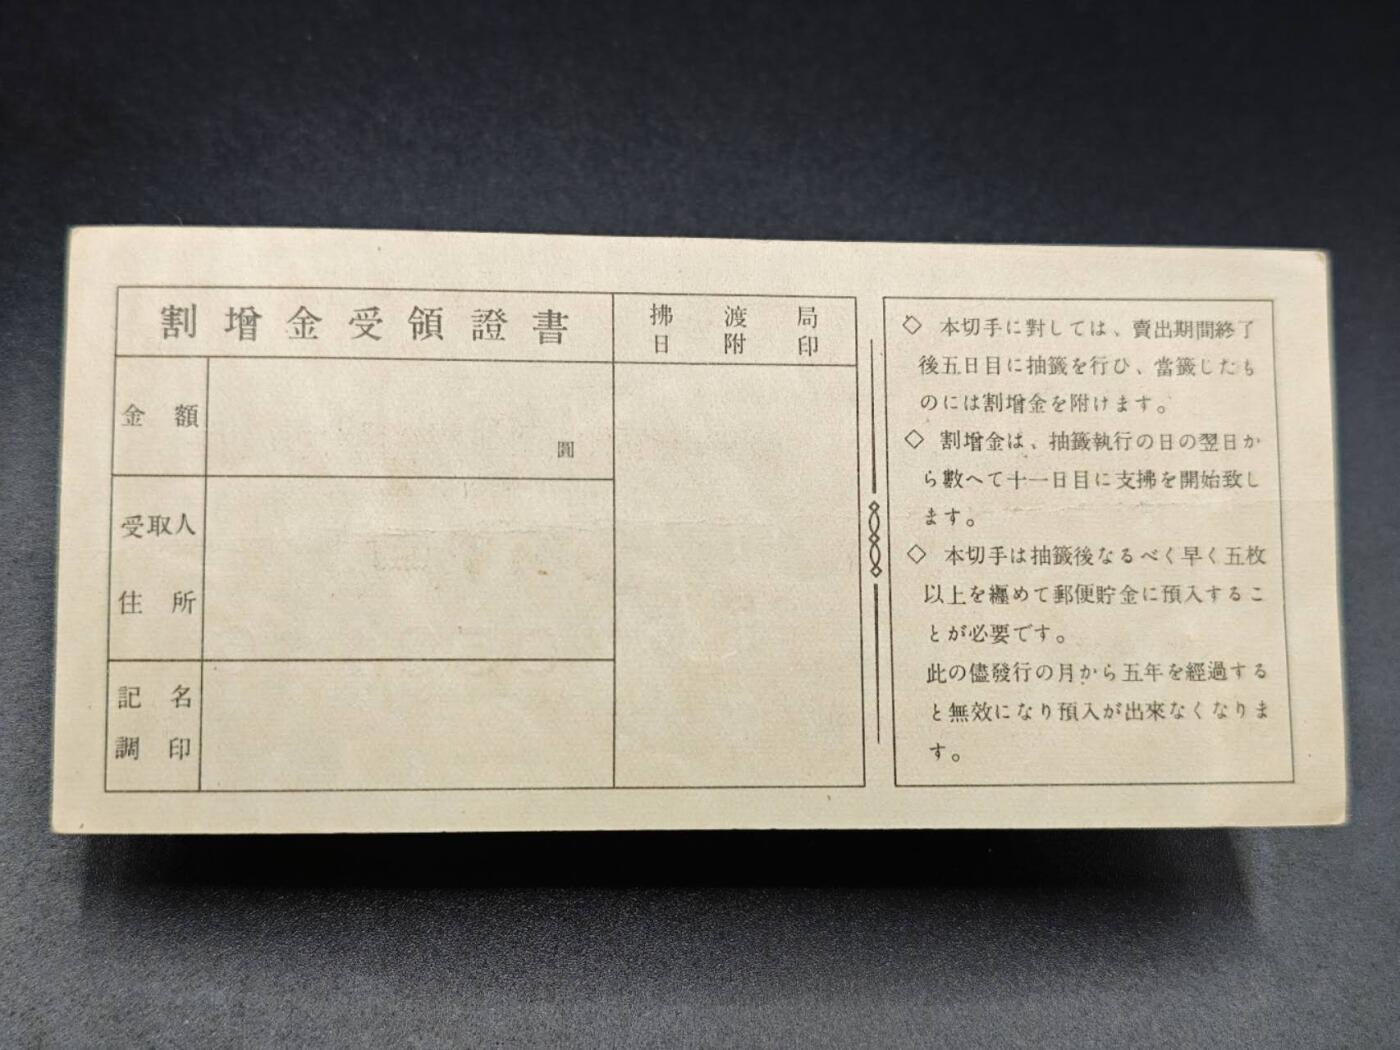 割增金受領證書
拂渡局
日附印
金額
圓
受取人
住所
記名
調印
◇ 本切手に對しては、賣出期間終了
後五日目に抽籤を行ひ、當籤したも
のには割增金を附けます。
◇ 割增金は、抽籤執行の日の翌日か
ら數へて十一日目に支拂を開始致し
ます。
◇ 本切手は抽籤後なるべく早く五枚
以上を纒めて郵便貯金に預入するこ
とが必要です。
此の儘發行の月から五年を經過する
と無效になり預入が出來なくなりま
す。